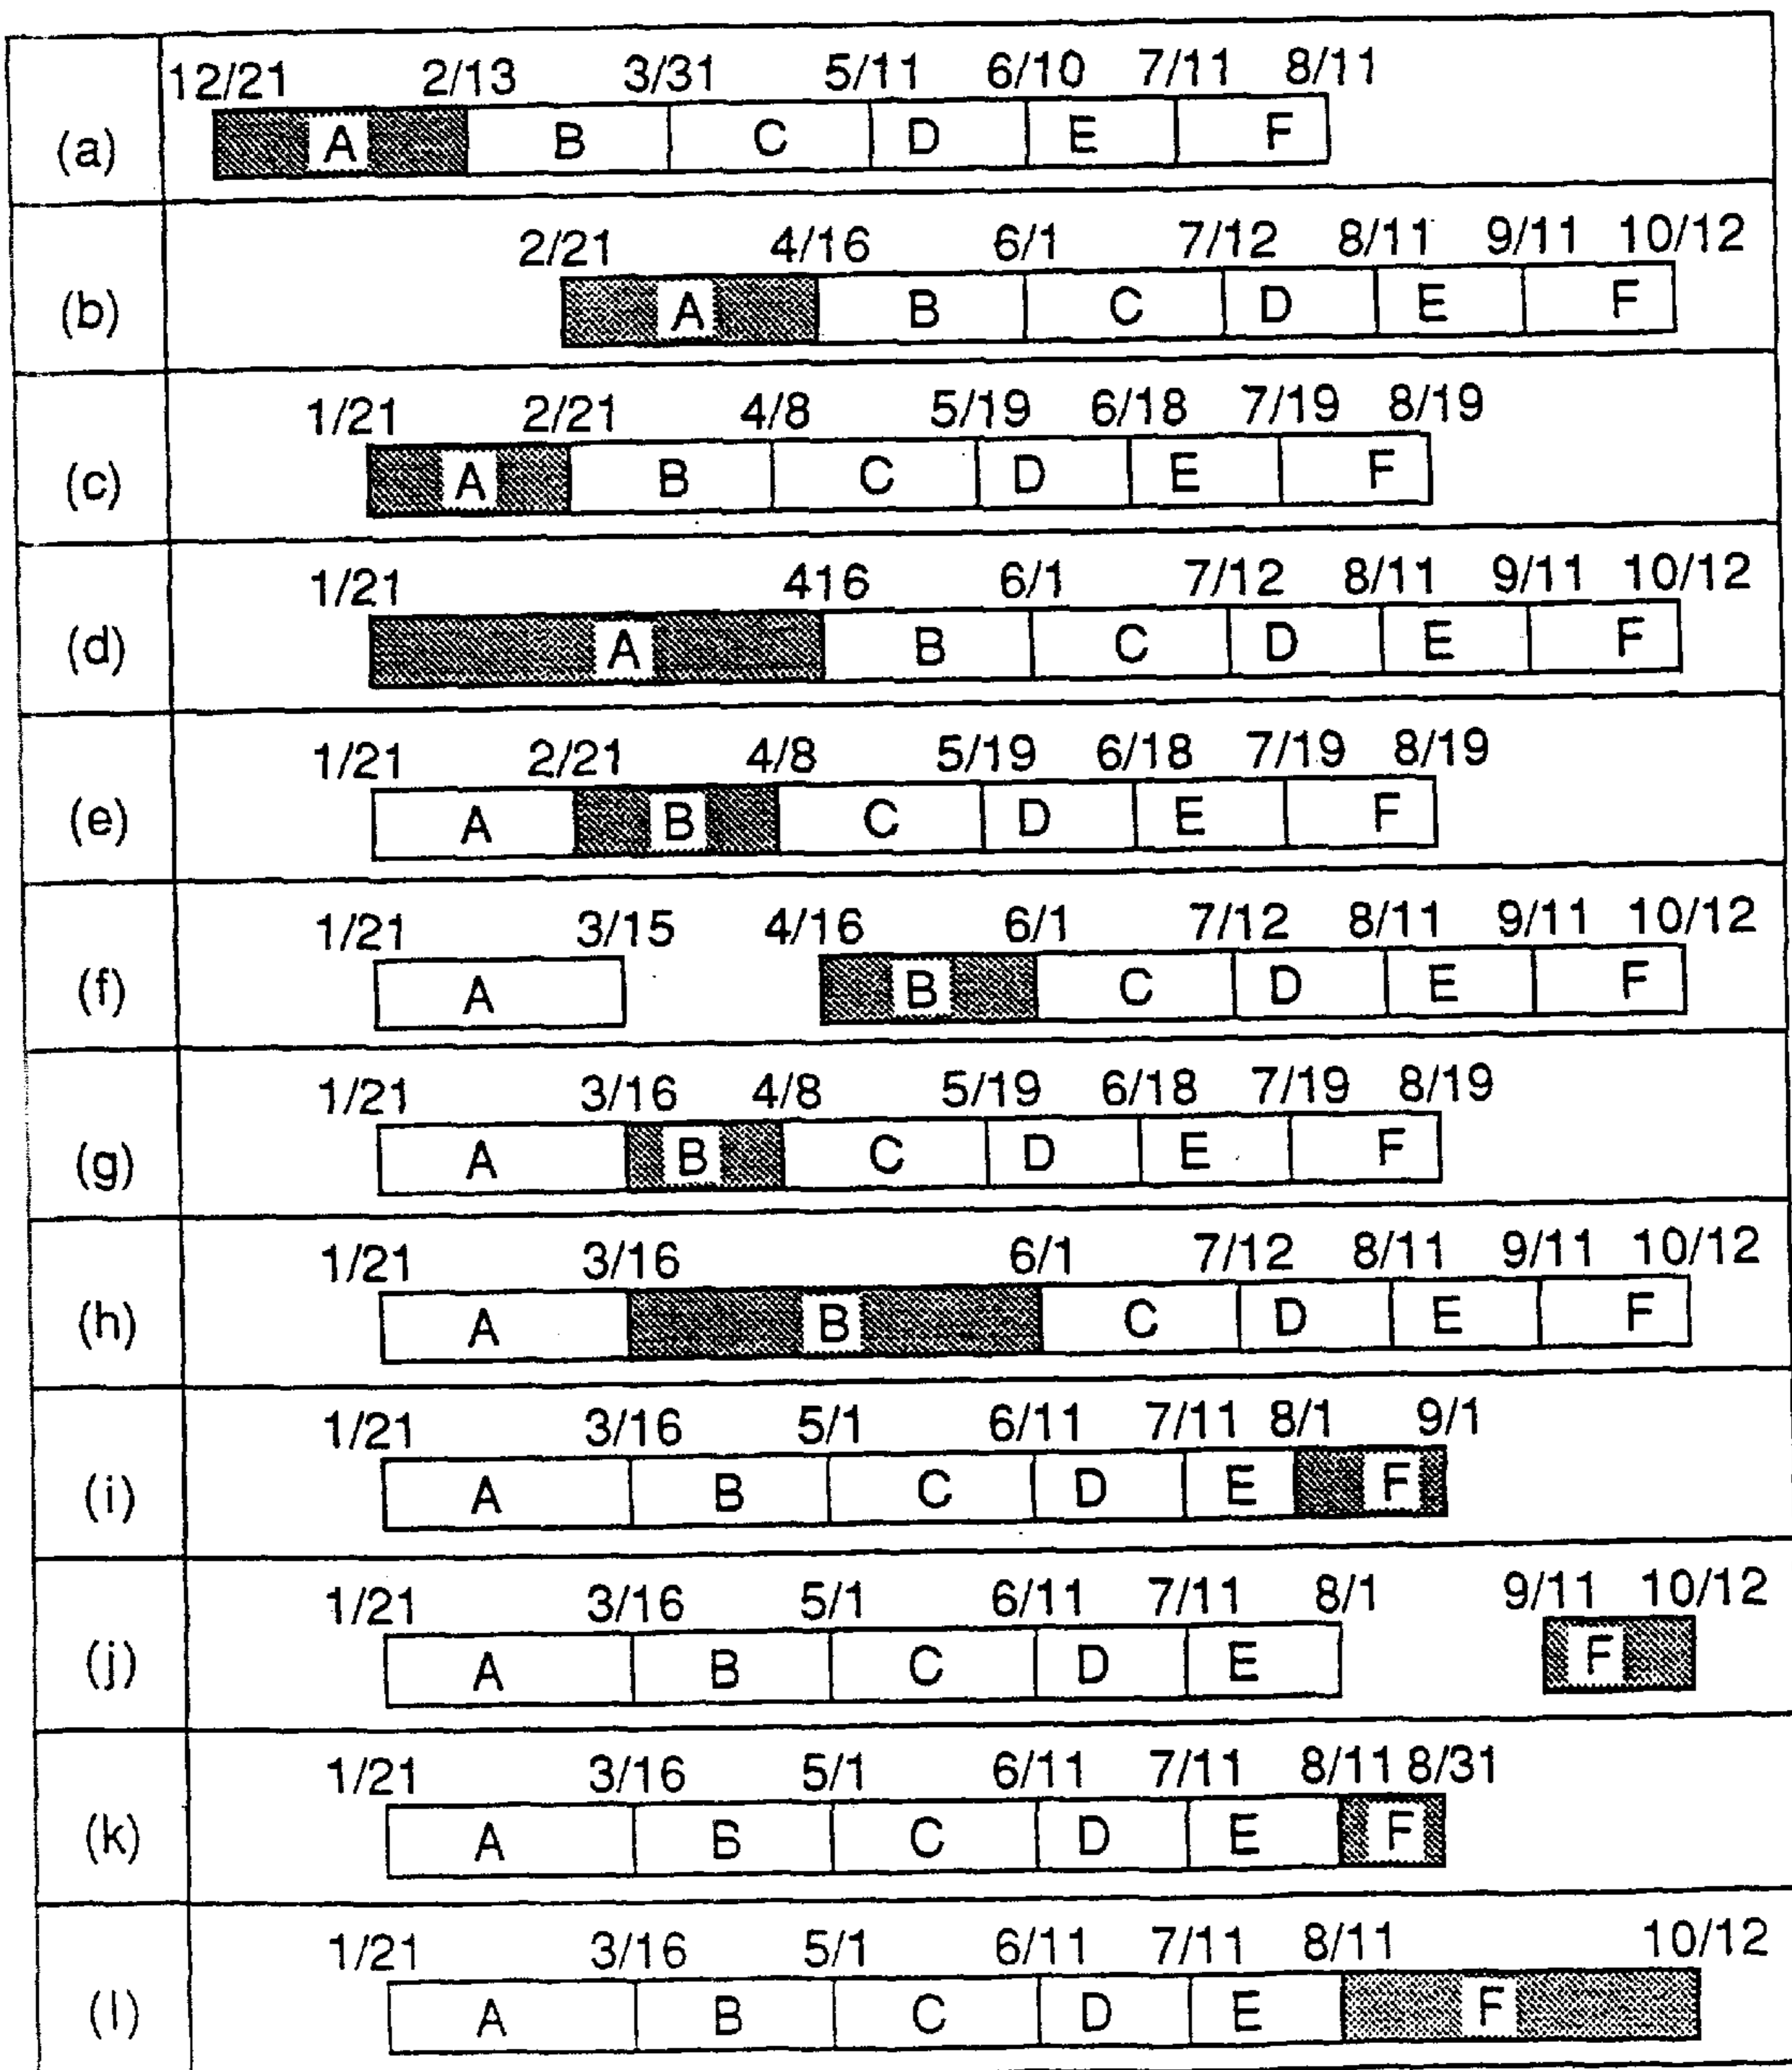 12/21 2/13 3/31 5/11 6/10 7/11 8/11
(a) A B C D E F
2/21 4/16 6/1 7/12 8/11 9/11 10/12
(b) A B C D E F
1/21 2/21 4/8 5/19 6/18 7/19 8/19
(c) A B C D E F
1/21 416 6/1 7/12 8/11 9/11 10/12
(d) A B C D E F
1/21 2/21 4/8 5/19 6/18 7/19 8/19
(e) A B C D E F
1/21 3/15 4/16 6/1 7/12 8/11 9/11 10/12
(f) A B C D E F
1/21 3/16 4/8 5/19 6/18 7/19 8/19
(g) A B C D E F
1/21 3/16 6/1 7/12 8/11 9/11 10/12
(h) A B C D E F
1/21 3/16 5/1 6/11 7/11 8/1 9/1
(i) A B C D E F
1/21 3/16 5/1 6/11 7/11 8/1 9/11 10/12
(j) A B C D E F
1/21 3/16 5/1 6/11 7/11 8/11 8/31
(k) A B C D E F
1/21 3/16 5/1 6/11 7/11 8/11 10/12
(l) A B C D E F